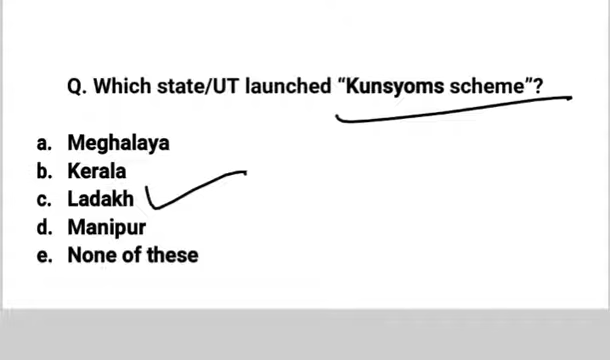 Q. Which state/UT launched “Kunsyoms scheme”?
a. Meghalaya
b. Kerala
c. Ladakh
d. Manipur
e. None of these